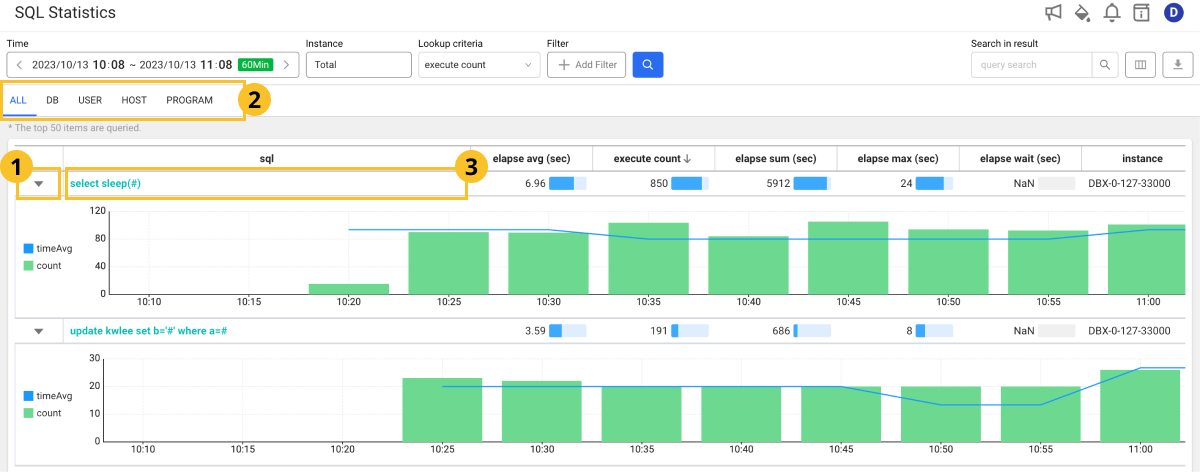 SQL Statistics
D
Time
Instance
Lookup criteria
Filter
Search in result
2023/10/13 10:08 ~ 2023/10/13 11:08 60Min
Total
execute count
Add Filter
query search
ALL DB USER HOST PROGRAM
2
* The top 50 items are queried.
1
3
sql elapse avg (sec) execute count ↓ elapse sum (sec) elapse max (sec) elapse wait (sec) instance
select sleep(#) 6.96 850 5912 24 NaN DBX-0-127-33000
120
80
40
0
timeAvg
count
10:10 10:15 10:20 10:25 10:30 10:35 10:40 10:45 10:50 10:55 11:00
update kwlee set b='#' where a=# 3.59 191 686 8 NaN DBX-0-127-33000
30
20
10
0
timeAvg
count
10:10 10:15 10:20 10:25 10:30 10:35 10:40 10:45 10:50 10:55 11:00